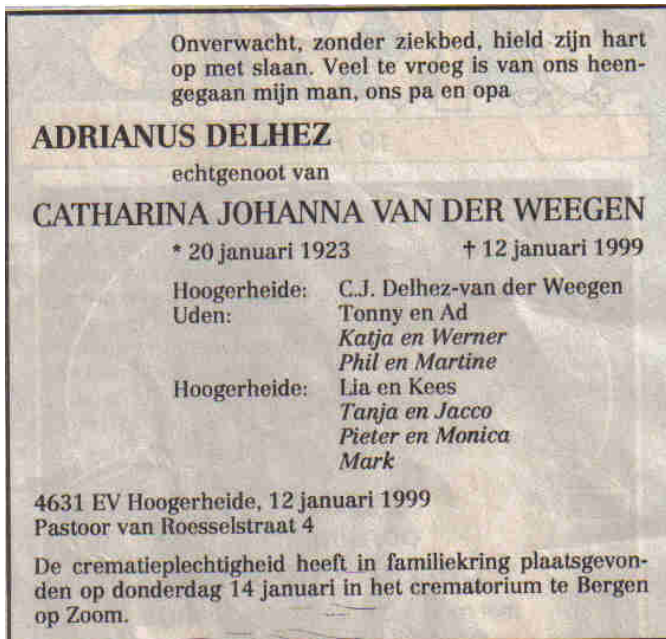 Onverwacht, zonder ziekbed, hield zijn hart
op met slaan. Veel te vroeg is van ons heen-
gegaan mijn man, ons pa en opa
ADRIANUS DELHEZ
echtgenoot van
CATHARINA JOHANNA VAN DER WEEGEN
* 20 januari 1923 † 12 januari 1999
Hoogerheide: C.J. Delhez-van der Weegen
Uden: Tonny en Ad
Katja en Werner
Phil en Martine
Hoogerheide: Lia en Kees
Tanja en Jacco
Pieter en Monica
Mark
4631 EV Hoogerheide, 12 januari 1999
Pastoor van Roesselstraat 4
De crematieplechtigheid heeft in familiekring plaatsgevon-
den op donderdag 14 januari in het crematorium te Bergen
op Zoom.